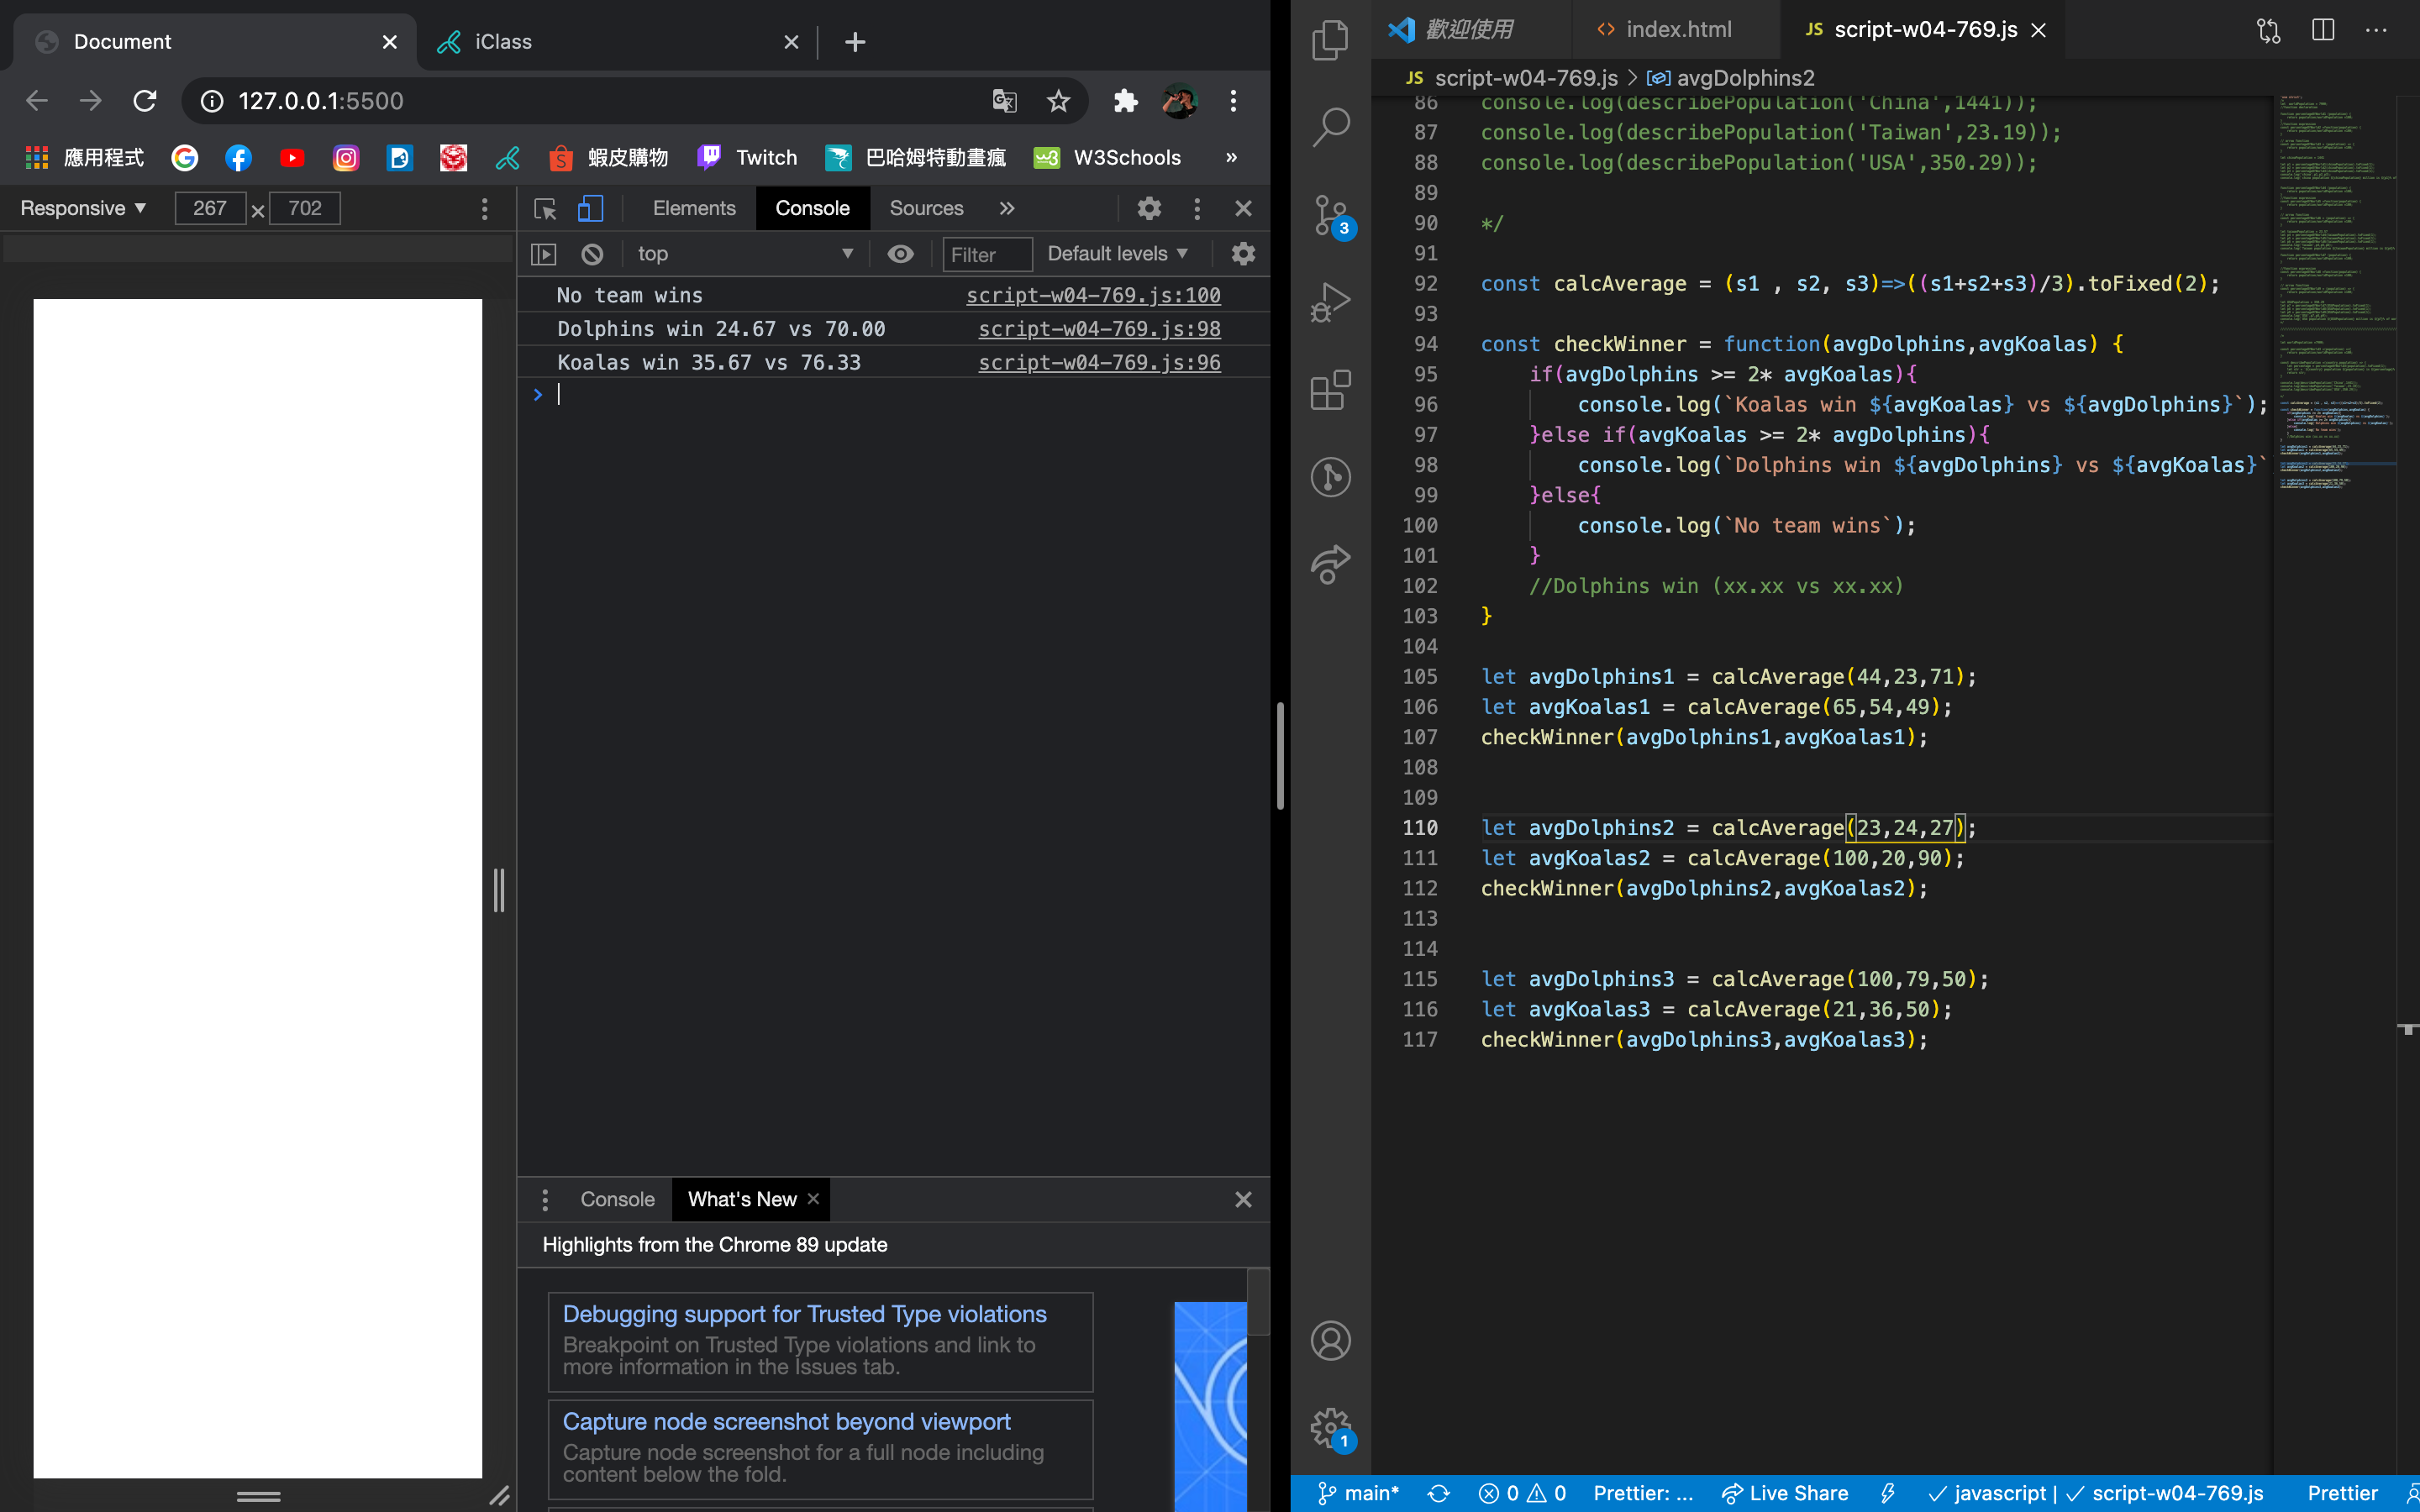 Document
iClass
127.0.0.1:5500
應用程式
蝦皮購物
Twitch
巴哈姆特動畫瘋
W3Schools
»
Responsive ▼ 267 × 702
Elements Console Sources »
top ▼ Filter Default levels ▼
No team wins script-w04-769.js:100
Dolphins win 24.67 vs 70.00 script-w04-769.js:98
Koalas win 35.67 vs 76.33 script-w04-769.js:96
>
Console What's New ×
Highlights from the Chrome 89 update
Debugging support for Trusted Type violations
Breakpoint on Trusted Type violations and link to
more information in the Issues tab.
Capture node screenshot beyond viewport
Capture node screenshot for a full node including
content below the fold.
歡迎使用 <> index.html JS script-w04-769.js ×
JS script-w04-769.js > avgDolphins2
86 console.log(describePopulation('China',1441));
87 console.log(describePopulation('Taiwan',23.19));
88 console.log(describePopulation('USA',350.29));
89
90 */
91
92 const calcAverage = (s1 , s2, s3)=>((s1+s2+s3)/3).toFixed(2);
93
94 const checkWinner = function(avgDolphins,avgKoalas) {
95 if(avgDolphins >= 2* avgKoalas){
96 console.log(`Koalas win ${avgKoalas} vs ${avgDolphins}`);
97 }else if(avgKoalas >= 2* avgDolphins){
98 console.log(`Dolphins win ${avgDolphins} vs ${avgKoalas}`
99 }else{
100 console.log(`No team wins`);
101 }
102 //Dolphins win (xx.xx vs xx.xx)
103 }
104
105 let avgDolphins1 = calcAverage(44,23,71);
106 let avgKoalas1 = calcAverage(65,54,49);
107 checkWinner(avgDolphins1,avgKoalas1);
108
109
110 let avgDolphins2 = calcAverage(23,24,27);
111 let avgKoalas2 = calcAverage(100,20,90);
112 checkWinner(avgDolphins2,avgKoalas2);
113
114
115 let avgDolphins3 = calcAverage(100,79,50);
116 let avgKoalas3 = calcAverage(21,36,50);
117 checkWinner(avgDolphins3,avgKoalas3);
3
1
main* 0 0 Prettier: ... Live Share javascript | script-w04-769.js Prettier